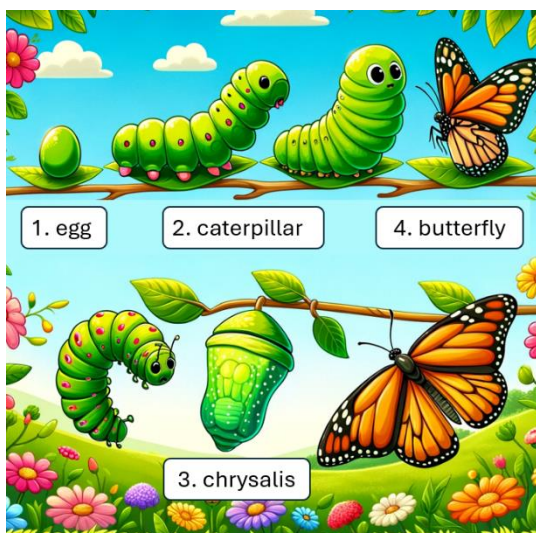 1. egg
2. caterpillar
4. butterfly
3. chrysalis